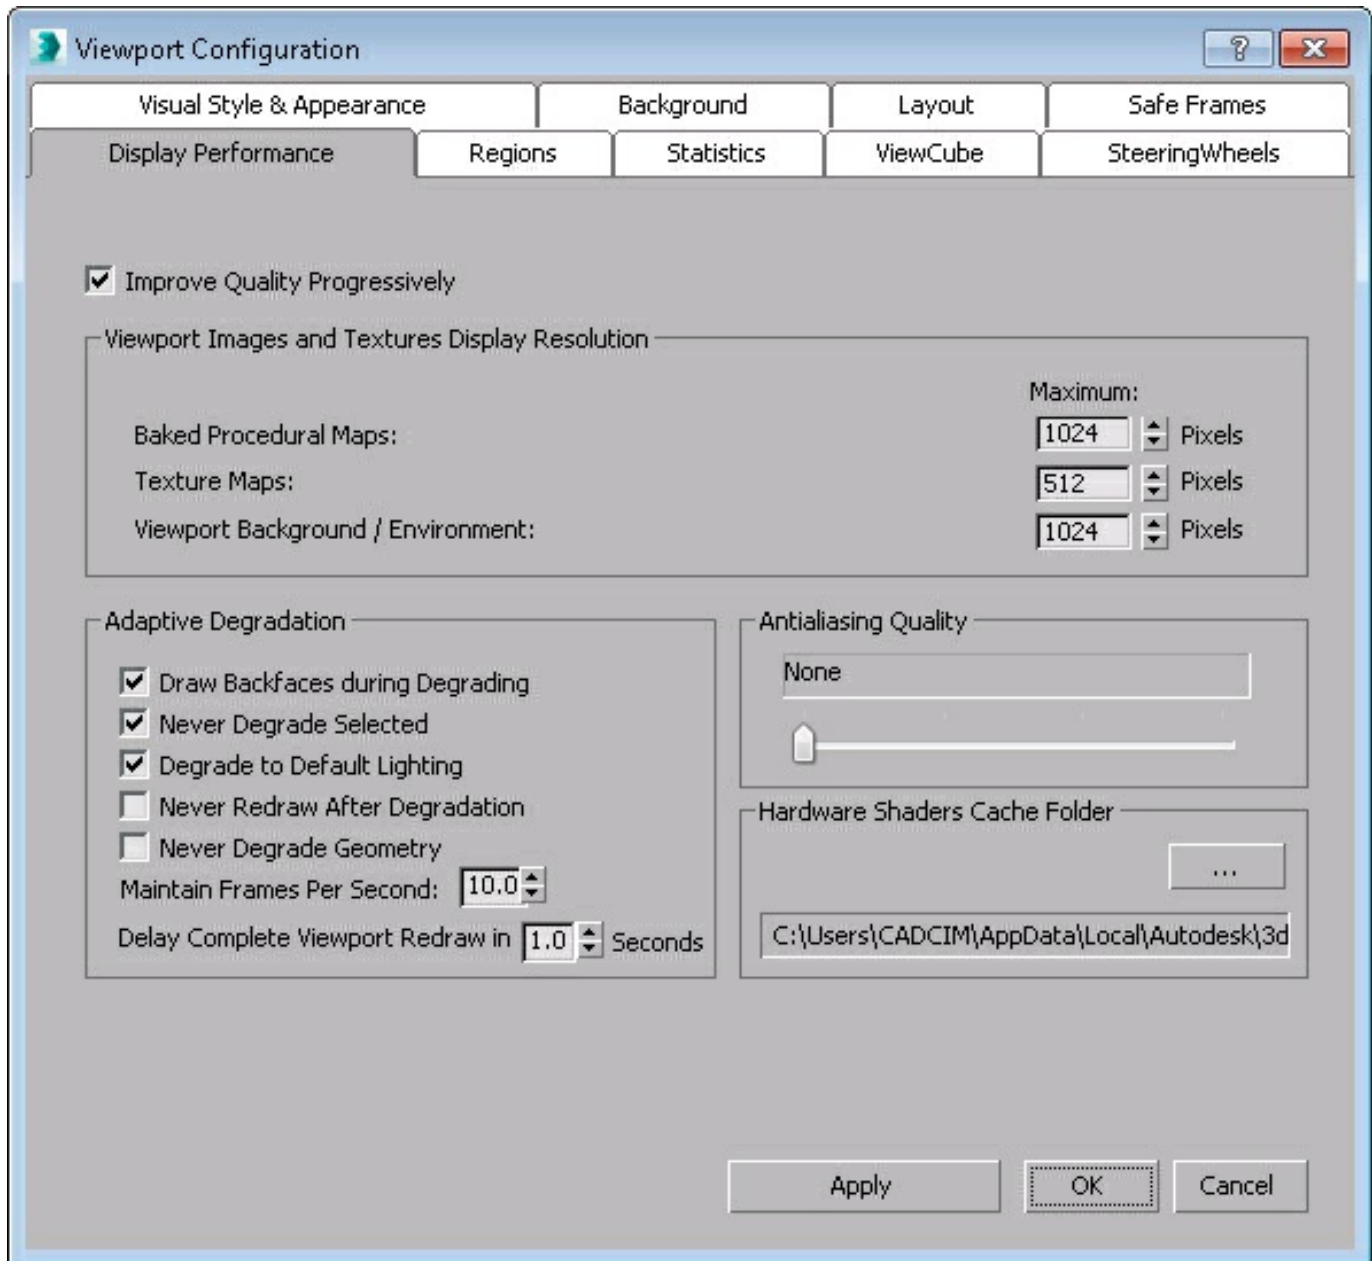 Viewport Configuration
Visual Style & Appearance Background Layout Safe Frames
Display Performance Regions Statistics ViewCube SteeringWheels
Improve Quality Progressively
Viewport Images and Textures Display Resolution
Maximum:
Baked Procedural Maps: 1024 Pixels
Texture Maps: 512 Pixels
Viewport Background / Environment: 1024 Pixels
Adaptive Degradation
Draw Backfaces during Degrading
Never Degrade Selected
Degrade to Default Lighting
Never Redraw After Degradation
Never Degrade Geometry
Maintain Frames Per Second: 10.0
Delay Complete Viewport Redraw in 1.0 Seconds
Antialiasing Quality
None
Hardware Shaders Cache Folder
...
C:\Users\CADCIM\AppData\Local\Autodesk\3d
Apply OK Cancel